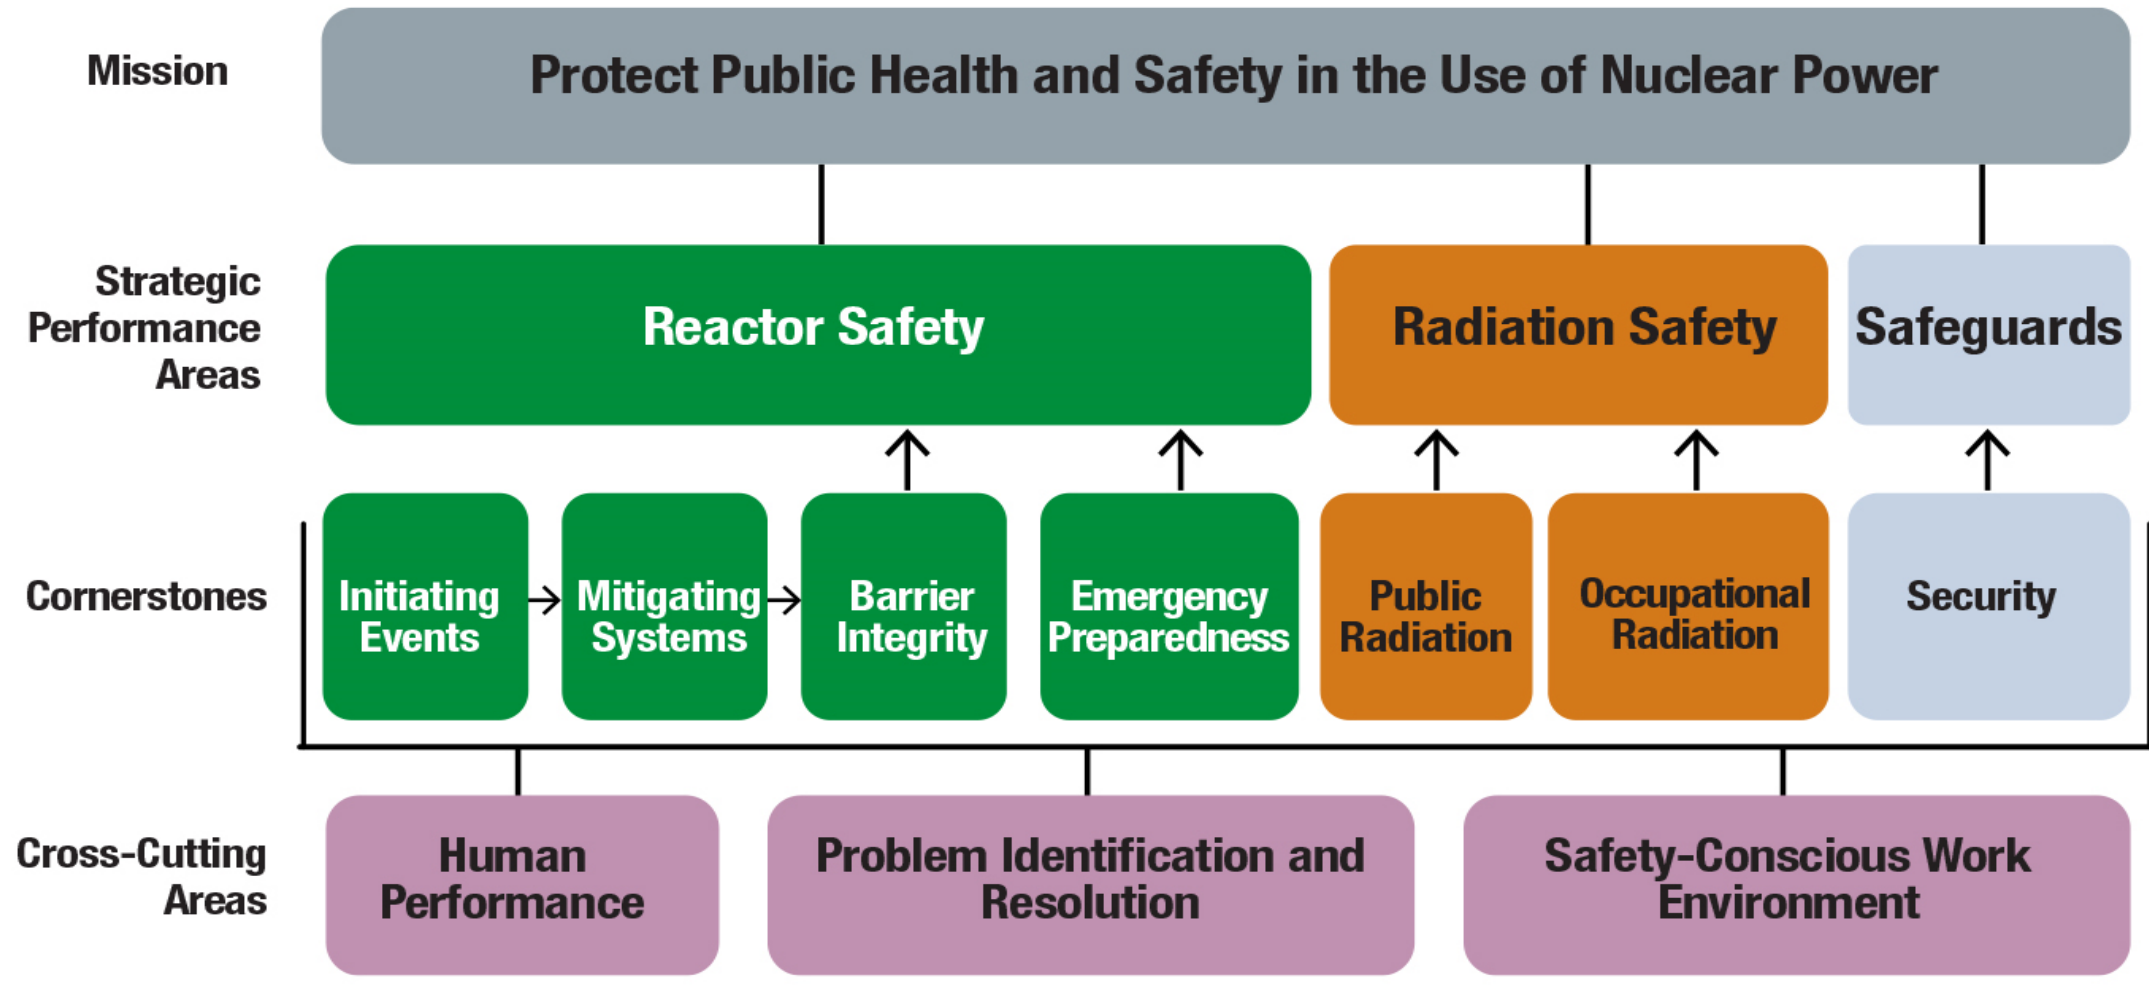 Mission
Protect Public Health and Safety in the Use of Nuclear Power
Strategic
Performance
Areas
Reactor Safety
Radiation Safety
Safeguards
Cornerstones
Initiating
Events
Mitigating
Systems
Barrier
Integrity
Emergency
Preparedness
Public
Radiation
Occupational
Radiation
Security
Cross-Cutting
Areas
Human
Performance
Problem Identification and
Resolution
Safety-Conscious Work
Environment